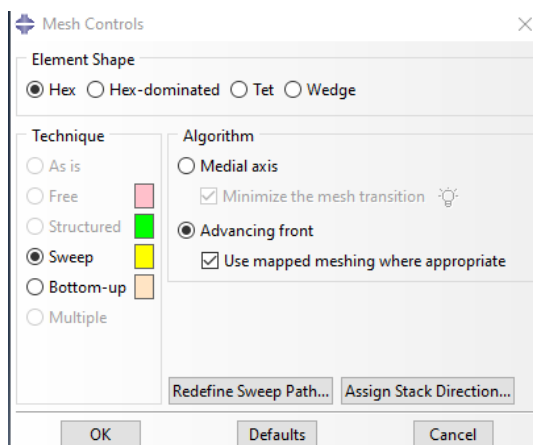 Mesh Controls
Element Shape
Hex Hex-dominated Tet Wedge
Technique
As is
Free
Structured
Sweep
Bottom-up
Multiple
Algorithm
Medial axis
Minimize the mesh transition
Advancing front
Use mapped meshing where appropriate
Redefine Sweep Path... Assign Stack Direction...
OK Defaults Cancel